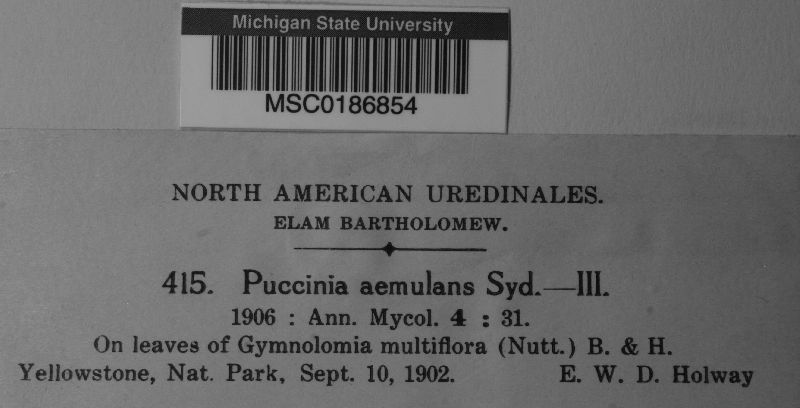 Michigan State University
MSC0186854
NORTH AMERICAN UREDINALES.
ELAM BARTHOLOMEW.
415. Puccinia aemulans Syd.—III.
1906 : Ann. Mycol. 4 : 31.
On leaves of Gymnolomia multiflora (Nutt.) B. & H.
Yellowstone, Nat. Park, Sept. 10, 1902. E. W. D. Holway